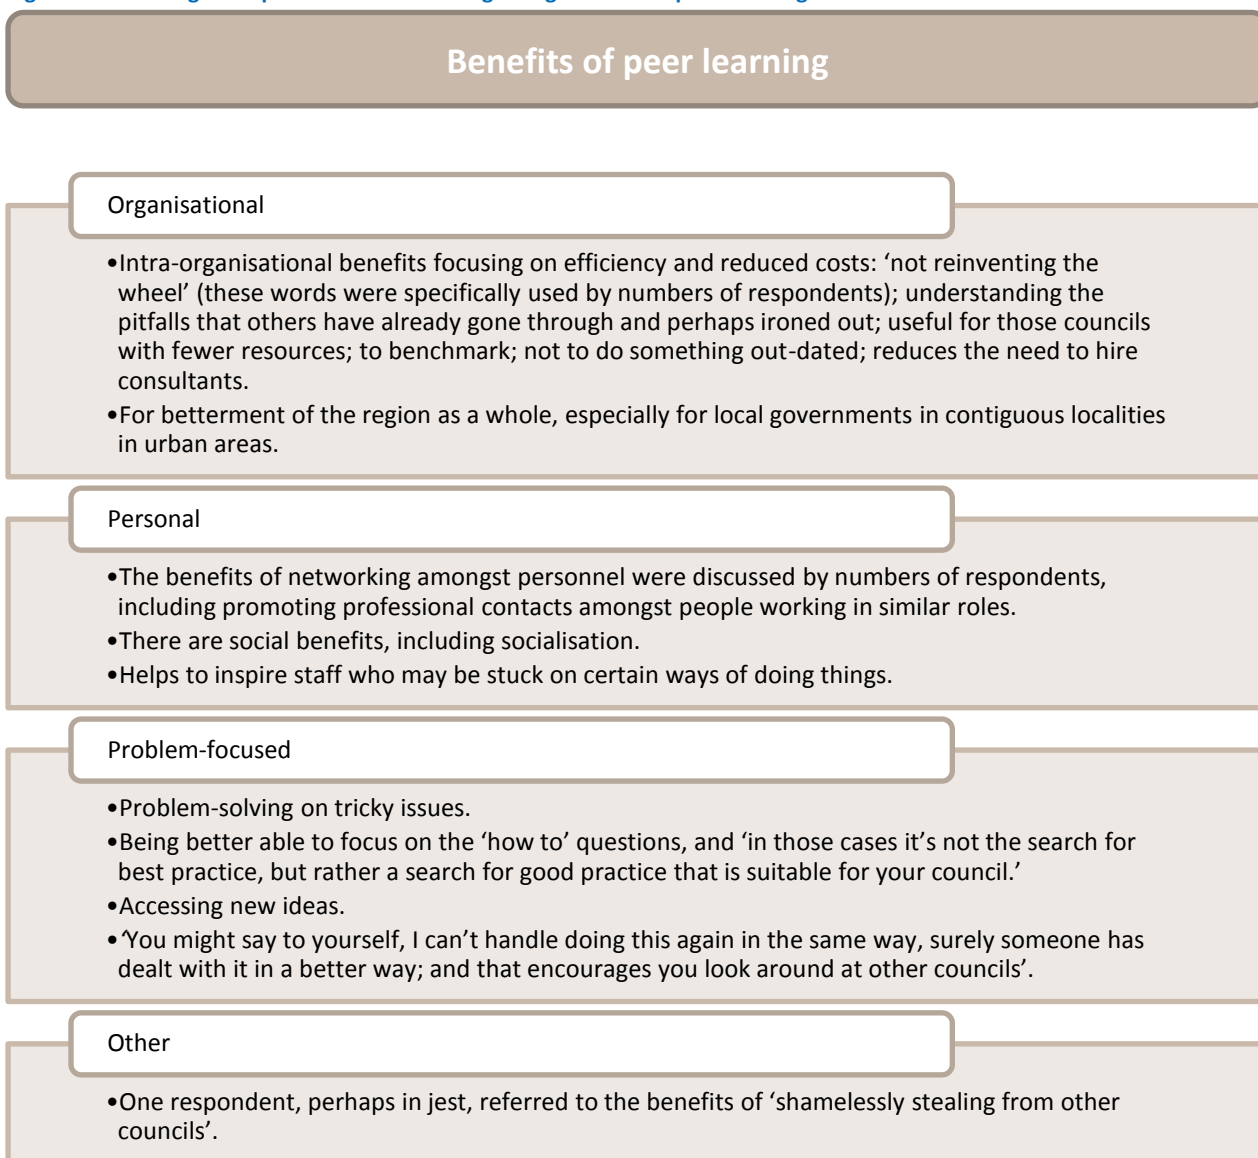 Benefits of peer learning
Organisational
•Intra-organisational benefits focusing on efficiency and reduced costs: ‘not reinventing the
wheel’ (these words were specifically used by numbers of respondents); understanding the
pitfalls that others have already gone through and perhaps ironed out; useful for those councils
with fewer resources; to benchmark; not to do something out-dated; reduces the need to hire
consultants.
•For betterment of the region as a whole, especially for local governments in contiguous localities
in urban areas.
Personal
•The benefits of networking amongst personnel were discussed by numbers of respondents,
including promoting professional contacts amongst people working in similar roles.
•There are social benefits, including socialisation.
•Helps to inspire staff who may be stuck on certain ways of doing things.
Problem-focused
•Problem-solving on tricky issues.
•Being better able to focus on the ‘how to’ questions, and ‘in those cases it’s not the search for
best practice, but rather a search for good practice that is suitable for your council.’
•Accessing new ideas.
•‘You might say to yourself, I can’t handle doing this again in the same way, surely someone has
dealt with it in a better way; and that encourages you look around at other councils’.
Other
•One respondent, perhaps in jest, referred to the benefits of ‘shamelessly stealing from other
councils’.